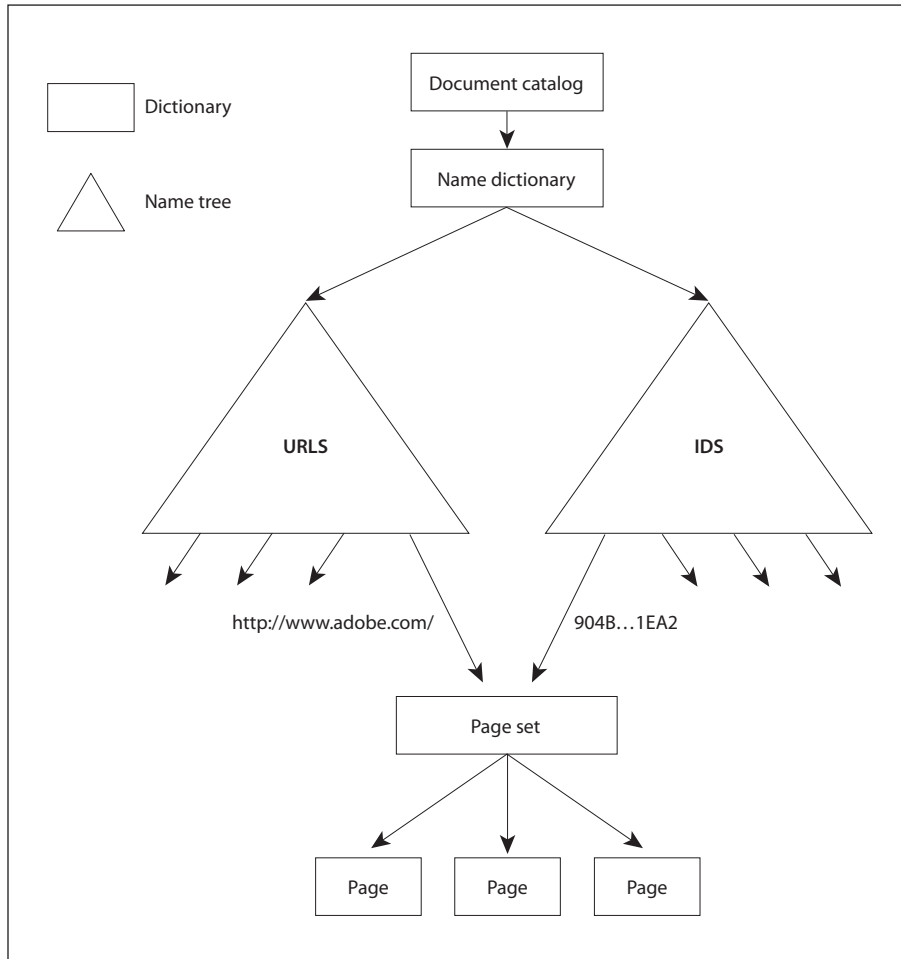 Document catalog
Dictionary
Name dictionary
Name tree
URLS
IDS
http://www.adobe.com/
904B…1EA2
Page set
Page
Page
Page